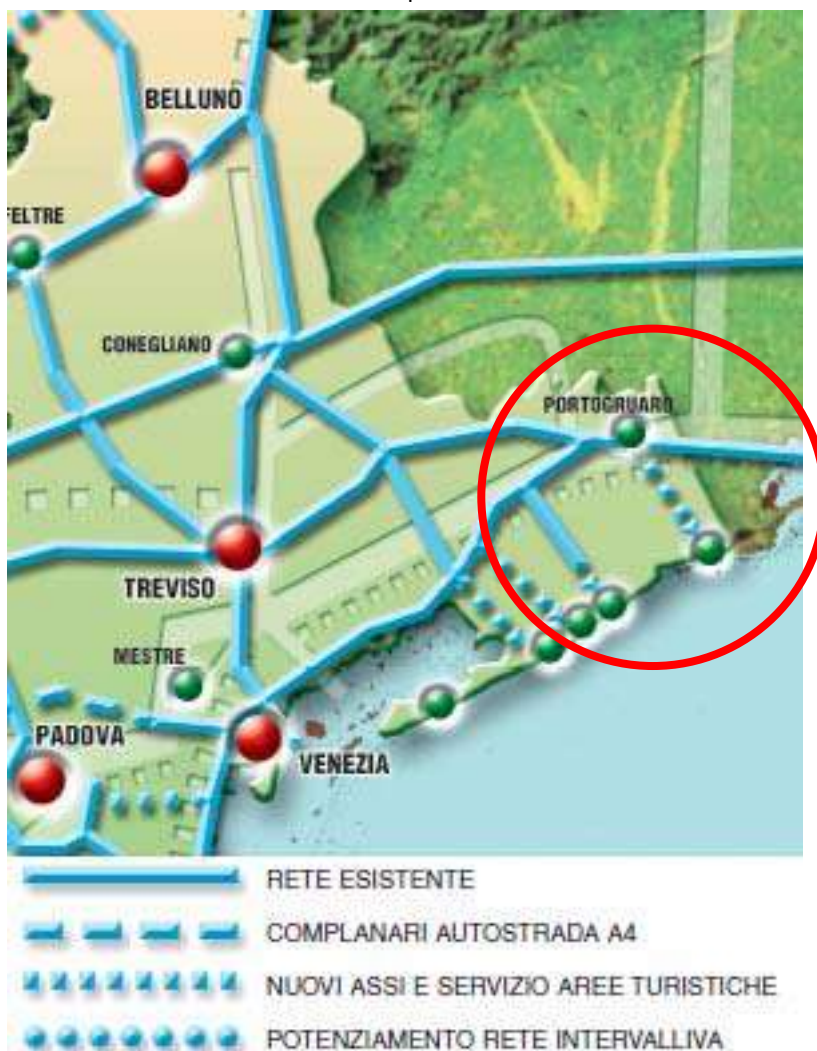 BELLUNO
FELTRE
CONEGLIANO
PORTOGRUARO
TREVISO
MESTRE
PADOVA
VENEZIA
RETE ESISTENTE
COMPLANARI AUTOSTRADA A4
NUOVI ASSI E SERVIZIO AREE TURISTICHE
POTENZIAMENTO RETE INTERVALLIVA